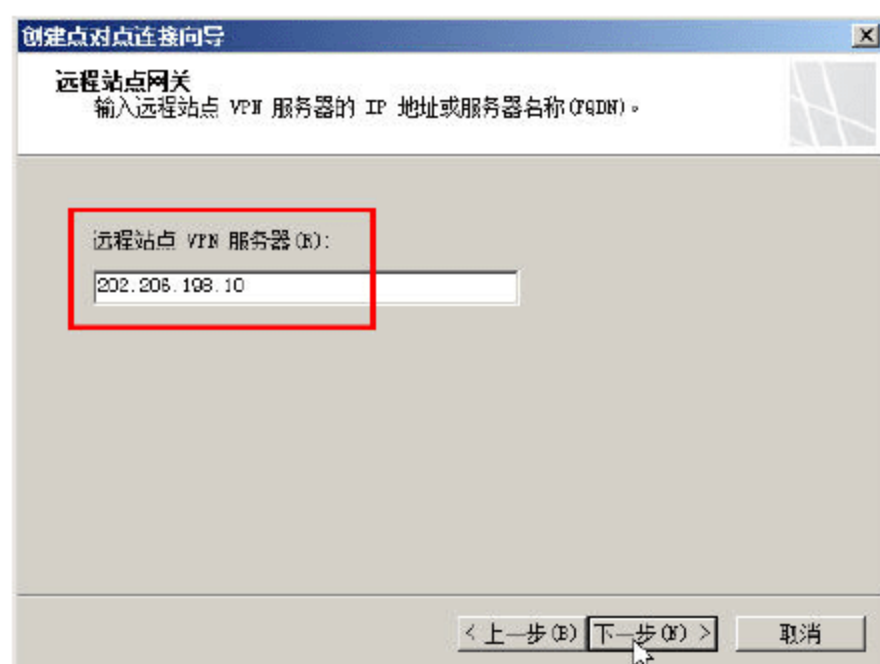 创建点对点连接向导
远程站点网关
输入远程站点 VPN 服务器的 IP 地址或服务器名称(FQDN)。
远程站点 VPN 服务器(R):
202.206.198.10
< 上一步(B)
下一步(N) >
取消